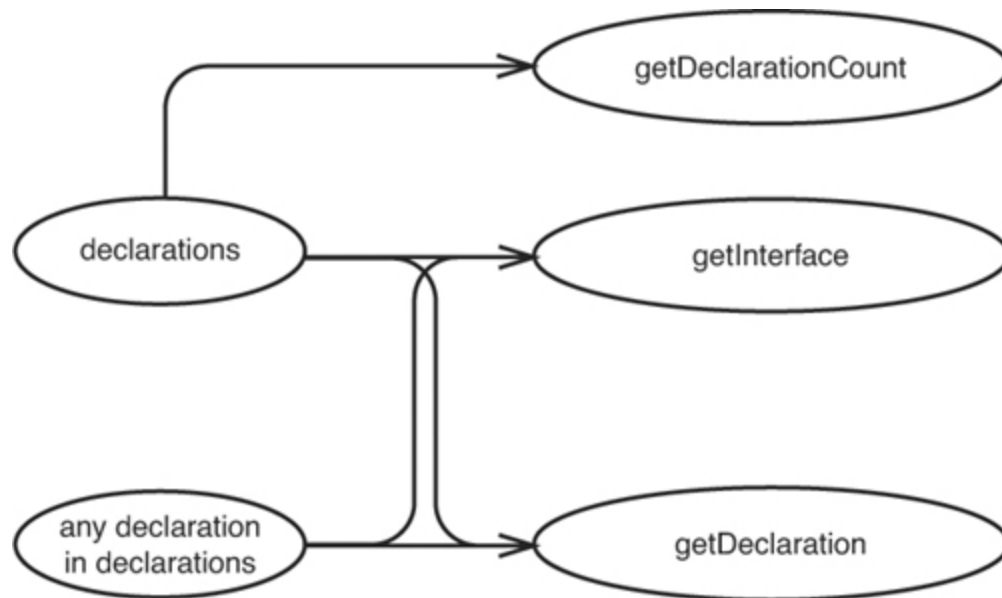 getDeclarationCount
declarations
getInterface
any declaration
in declarations
getDeclaration